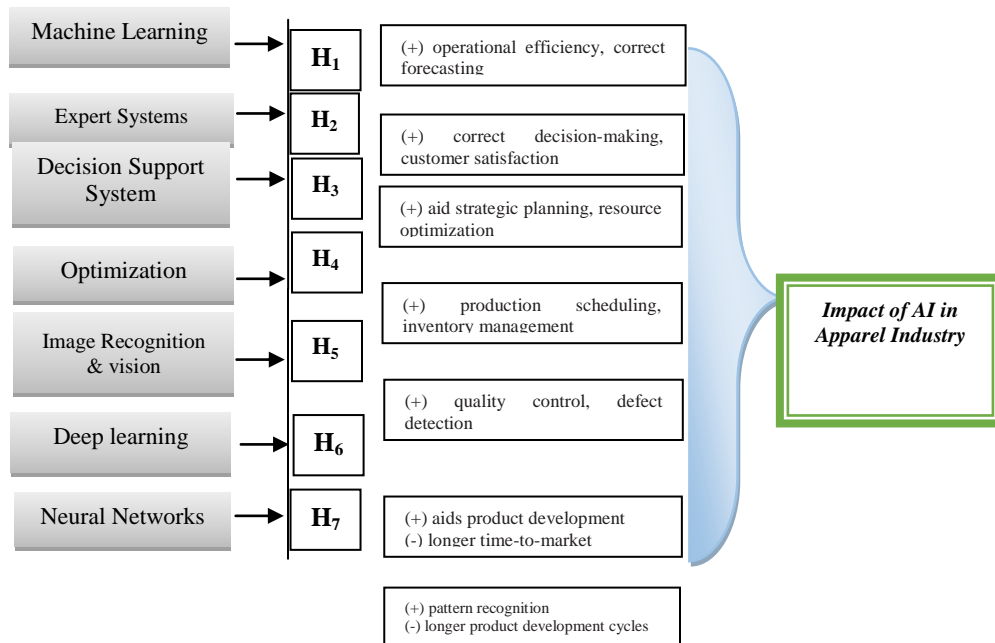 Machine Learning
Expert Systems
Decision Support
System
Optimization
Image Recognition
& vision
Deep learning
Neural Networks
H₁
H₂
H₃
H₄
H₅
H₆
H₇
(+) operational efficiency, correct
forecasting
(+) correct decision-making,
customer satisfaction
(+) aid strategic planning, resource
optimization
(+) production scheduling,
inventory management
(+) quality control, defect
detection
(+) aids product development
(-) longer time-to-market
(+) pattern recognition
(-) longer product development cycles
Impact of AI in
Apparel Industry